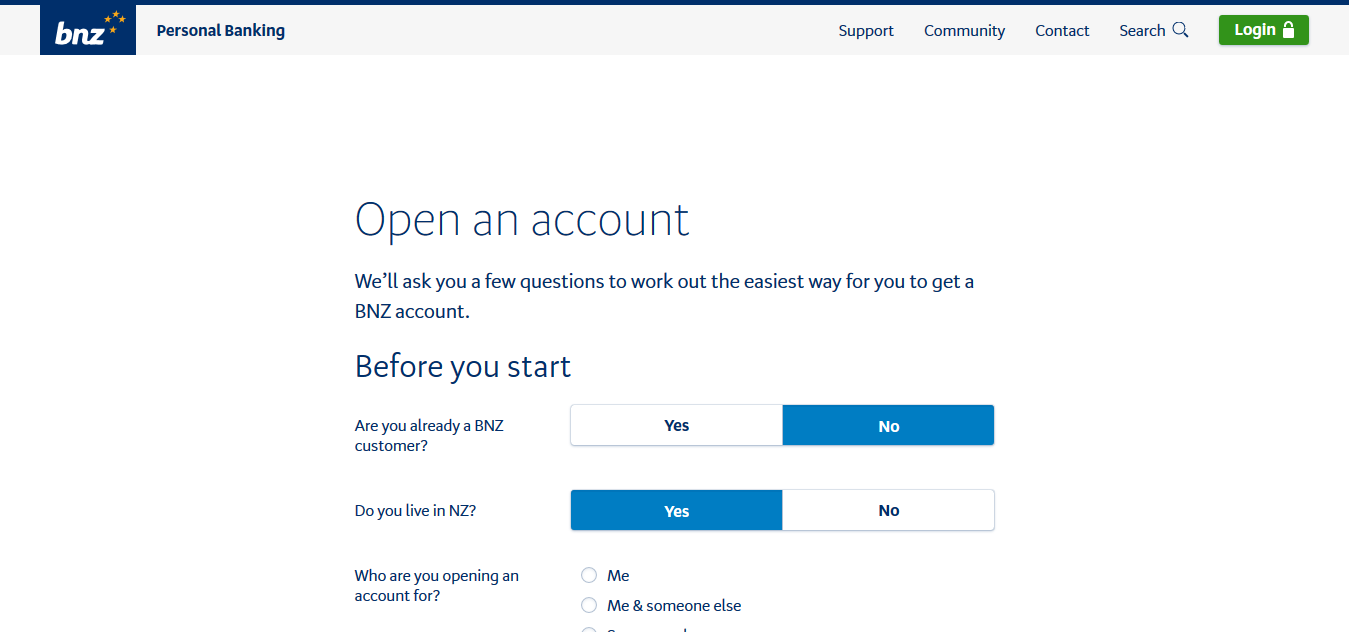 bnz
Personal Banking
Support
Community
Contact
Search
Login
Open an account
We’ll ask you a few questions to work out the easiest way for you to get a
BNZ account.
Before you start
Are you already a BNZ
customer?
Yes
No
Do you live in NZ?
Yes
No
Who are you opening an
account for?
Me
Me & someone else